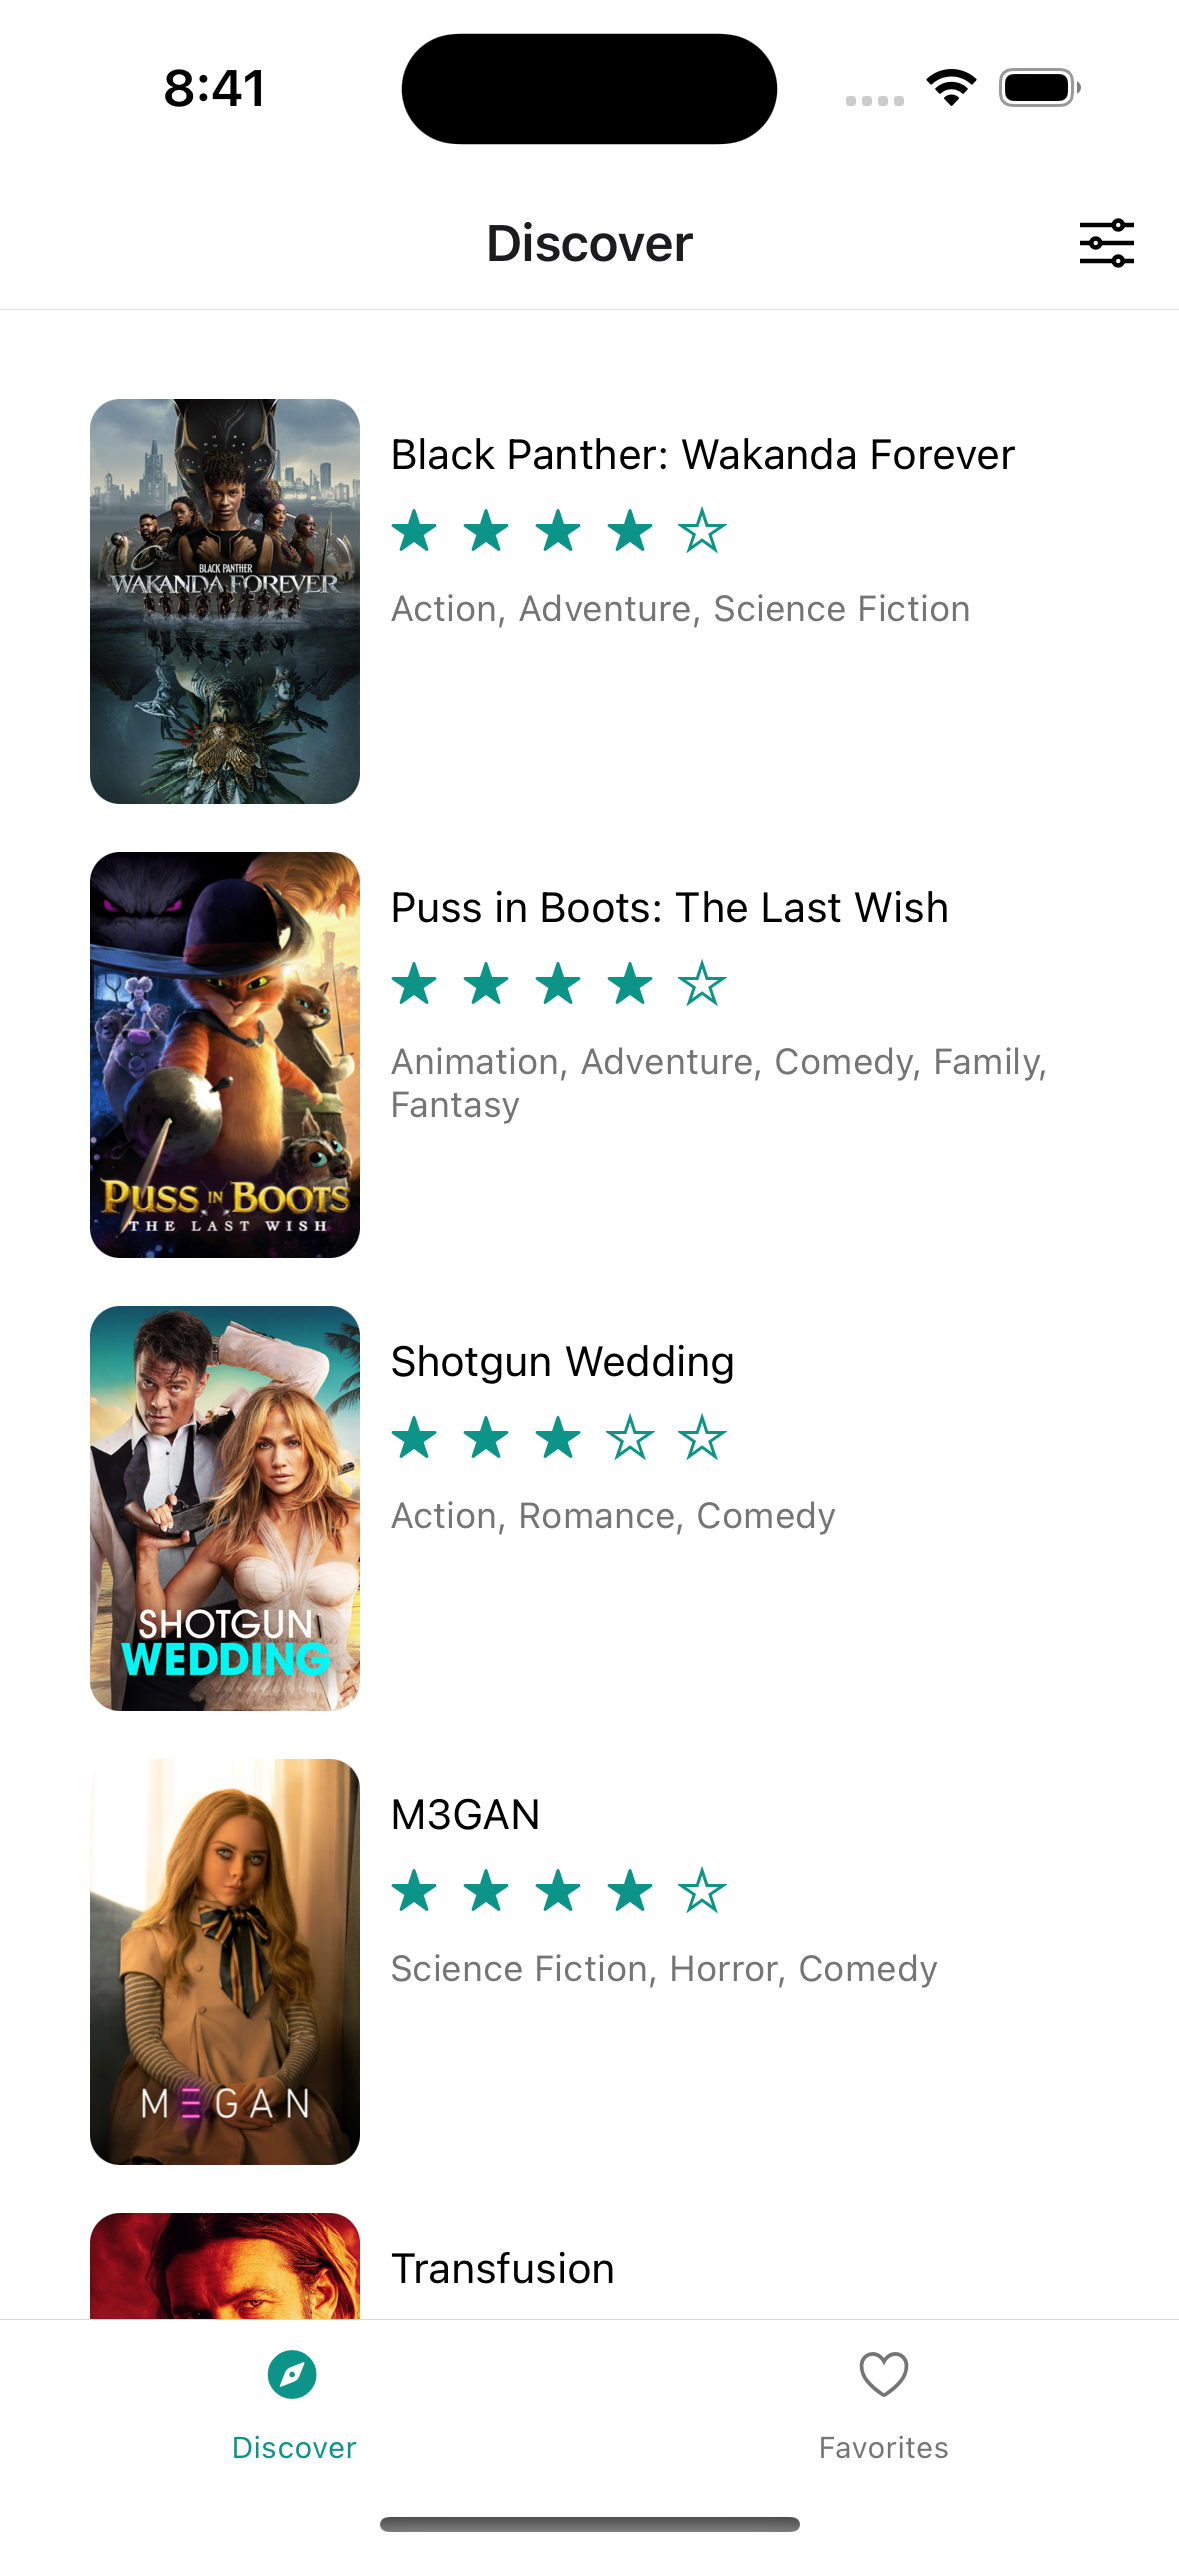 8:41
Discover
BLACK PANTHER
WAKANDA FOREVER
Black Panther: Wakanda Forever
Action, Adventure, Science Fiction
PUSS IN BOOTS
THE LAST WISH
Puss in Boots: The Last Wish
Animation, Adventure, Comedy, Family,
Fantasy
SHOTGUN
WEDDING
Shotgun Wedding
Action, Romance, Comedy
M3GAN
M3GAN
Science Fiction, Horror, Comedy
Transfusion
Discover
Favorites